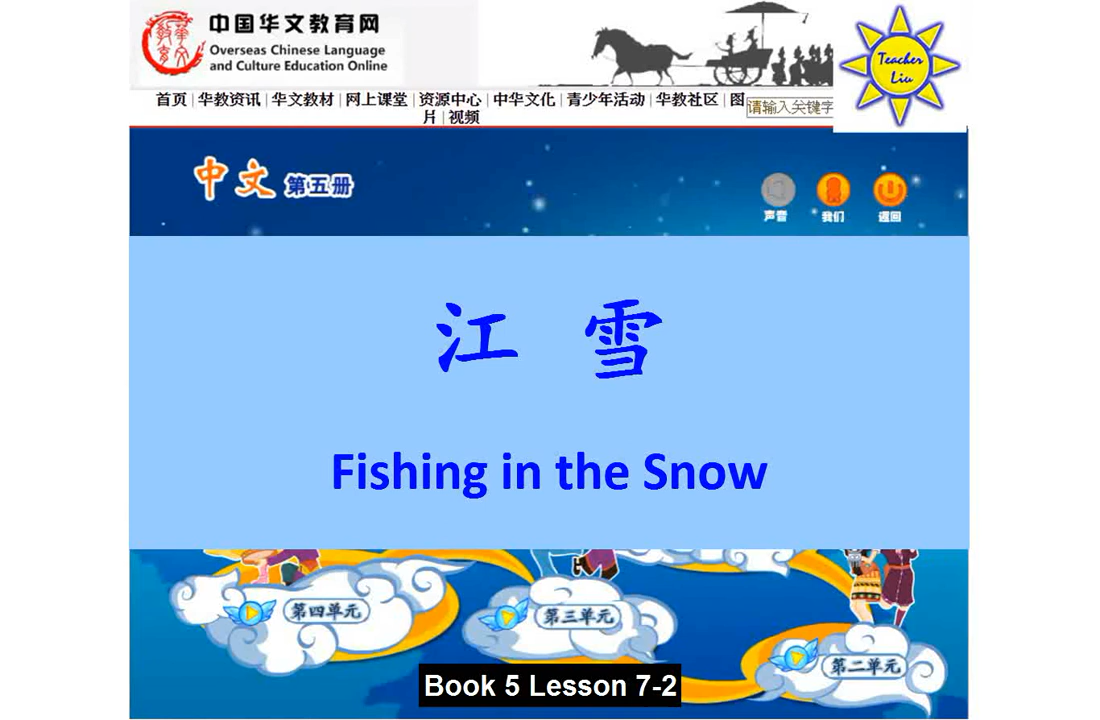 中国华文教育网
Overseas Chinese Language
and Culture Education Online
Teacher
Liu
首页 | 华教资讯 | 华文教材 | 网上课堂 | 资源中心 | 中华文化 | 青少年活动 | 华教社区 | 图
片 | 视频
请输入关键字
中文 第五册
声音 我们 返回
江 雪
Fishing in the Snow
第四单元
第三单元
第二单元
Book 5 Lesson 7-2